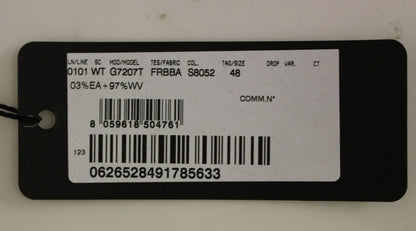 LN/LINE SC MOD/MODEL TES/FABRIC COL. TAG/SIZE DROP VAR. CT
0101 WT G7207T FRBBA S8052 48
03%EA+97%WV
COMM.N°
8 059618 504761
123
0626528491785633